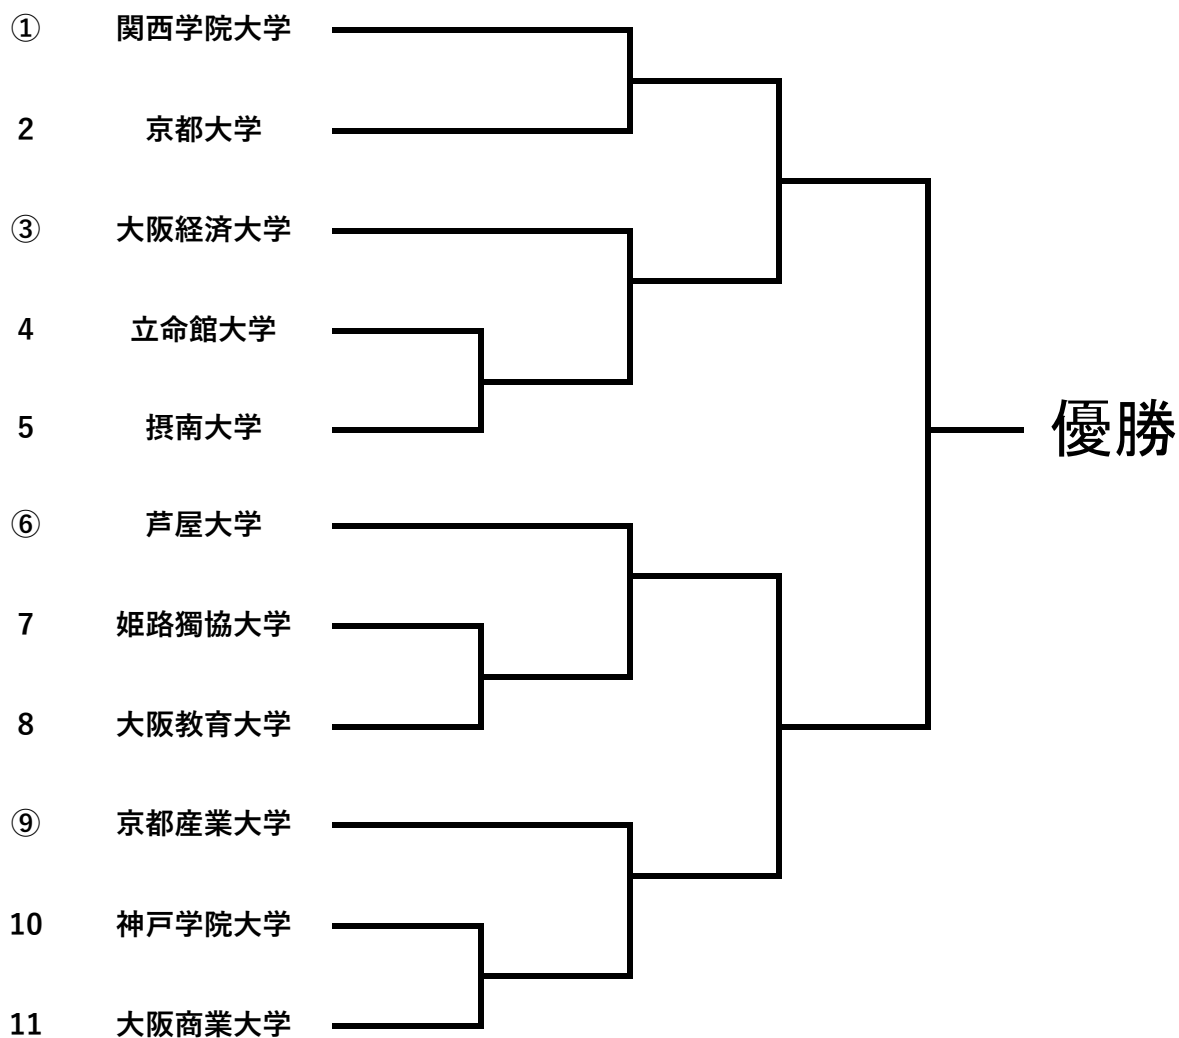 ① 関西学院大学
2 京都大学
③ 大阪経済大学
4 立命館大学
5 摂南大学
優勝
⑥ 芦屋大学
7 姫路獨協大学
8 大阪教育大学
⑨ 京都産業大学
10 神戸学院大学
11 大阪商業大学